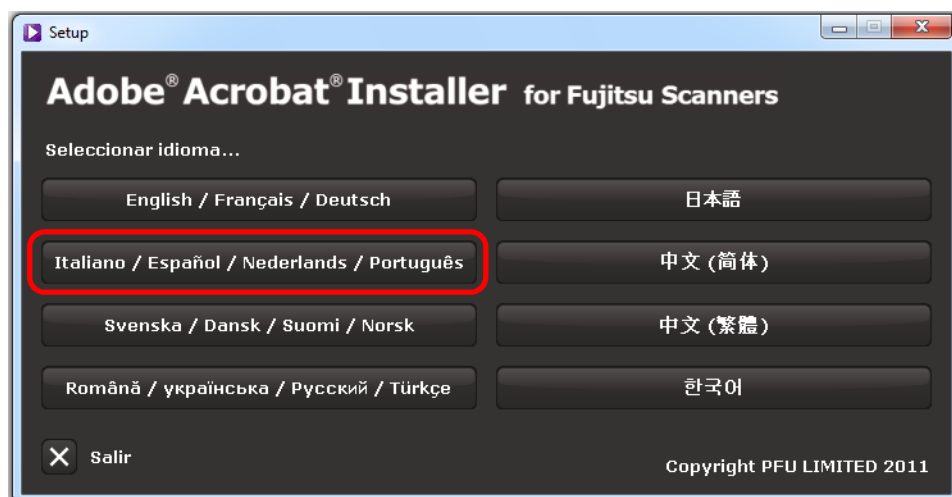 Setup
Adobe® Acrobat® Installer for Fujitsu Scanners
Seleccionar idioma...
English / Français / Deutsch
日本語
Italiano / Español / Nederlands / Português
中文 (简体)
Svenska / Dansk / Suomi / Norsk
中文 (繁體)
Română / українська / Русский / Türkçe
한국어
Salir
Copyright PFU LIMITED 2011